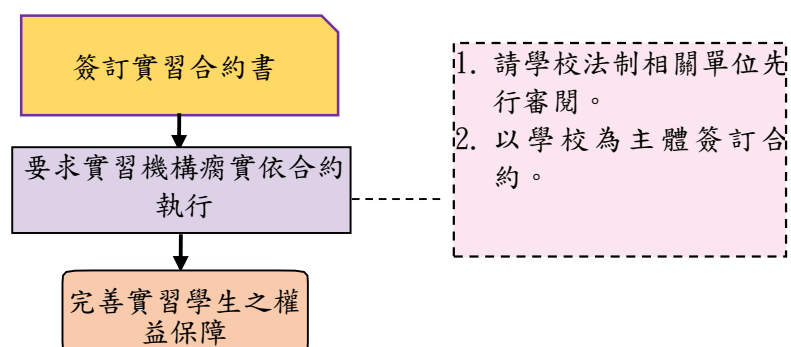 簽訂實習合約書
要求實習機構瘸實依合約
執行
完善實習學生之權
益保障
1. 請學校法制相關單位先
行審閱。
2. 以學校為主體簽訂合
約。